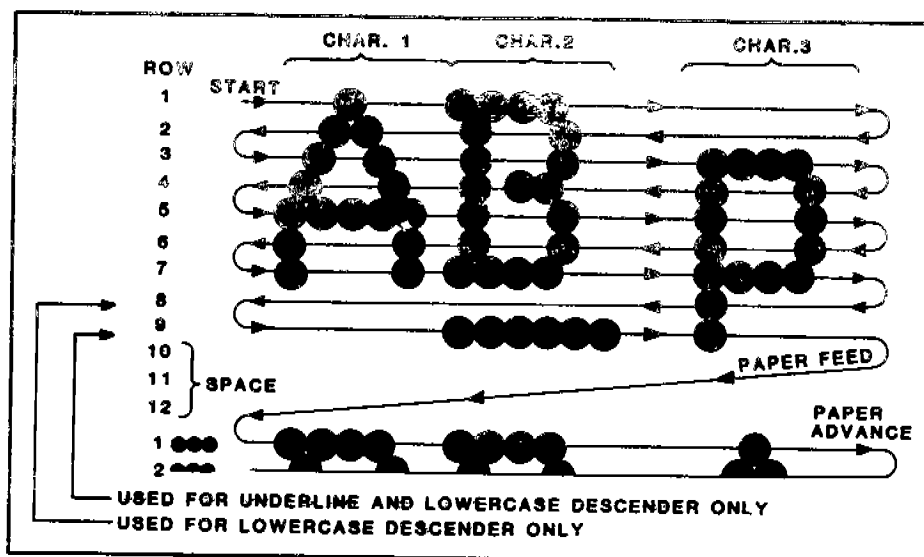 CHAR. 1 CHAR.2 CHAR.3
ROW
START
1
2
3
4
5
6
7
8
9
10
11 SPACE
12
PAPER FEED
PAPER ADVANCE
1
2
USED FOR UNDERLINE AND LOWERCASE DESCENDER ONLY
USED FOR LOWERCASE DESCENDER ONLY